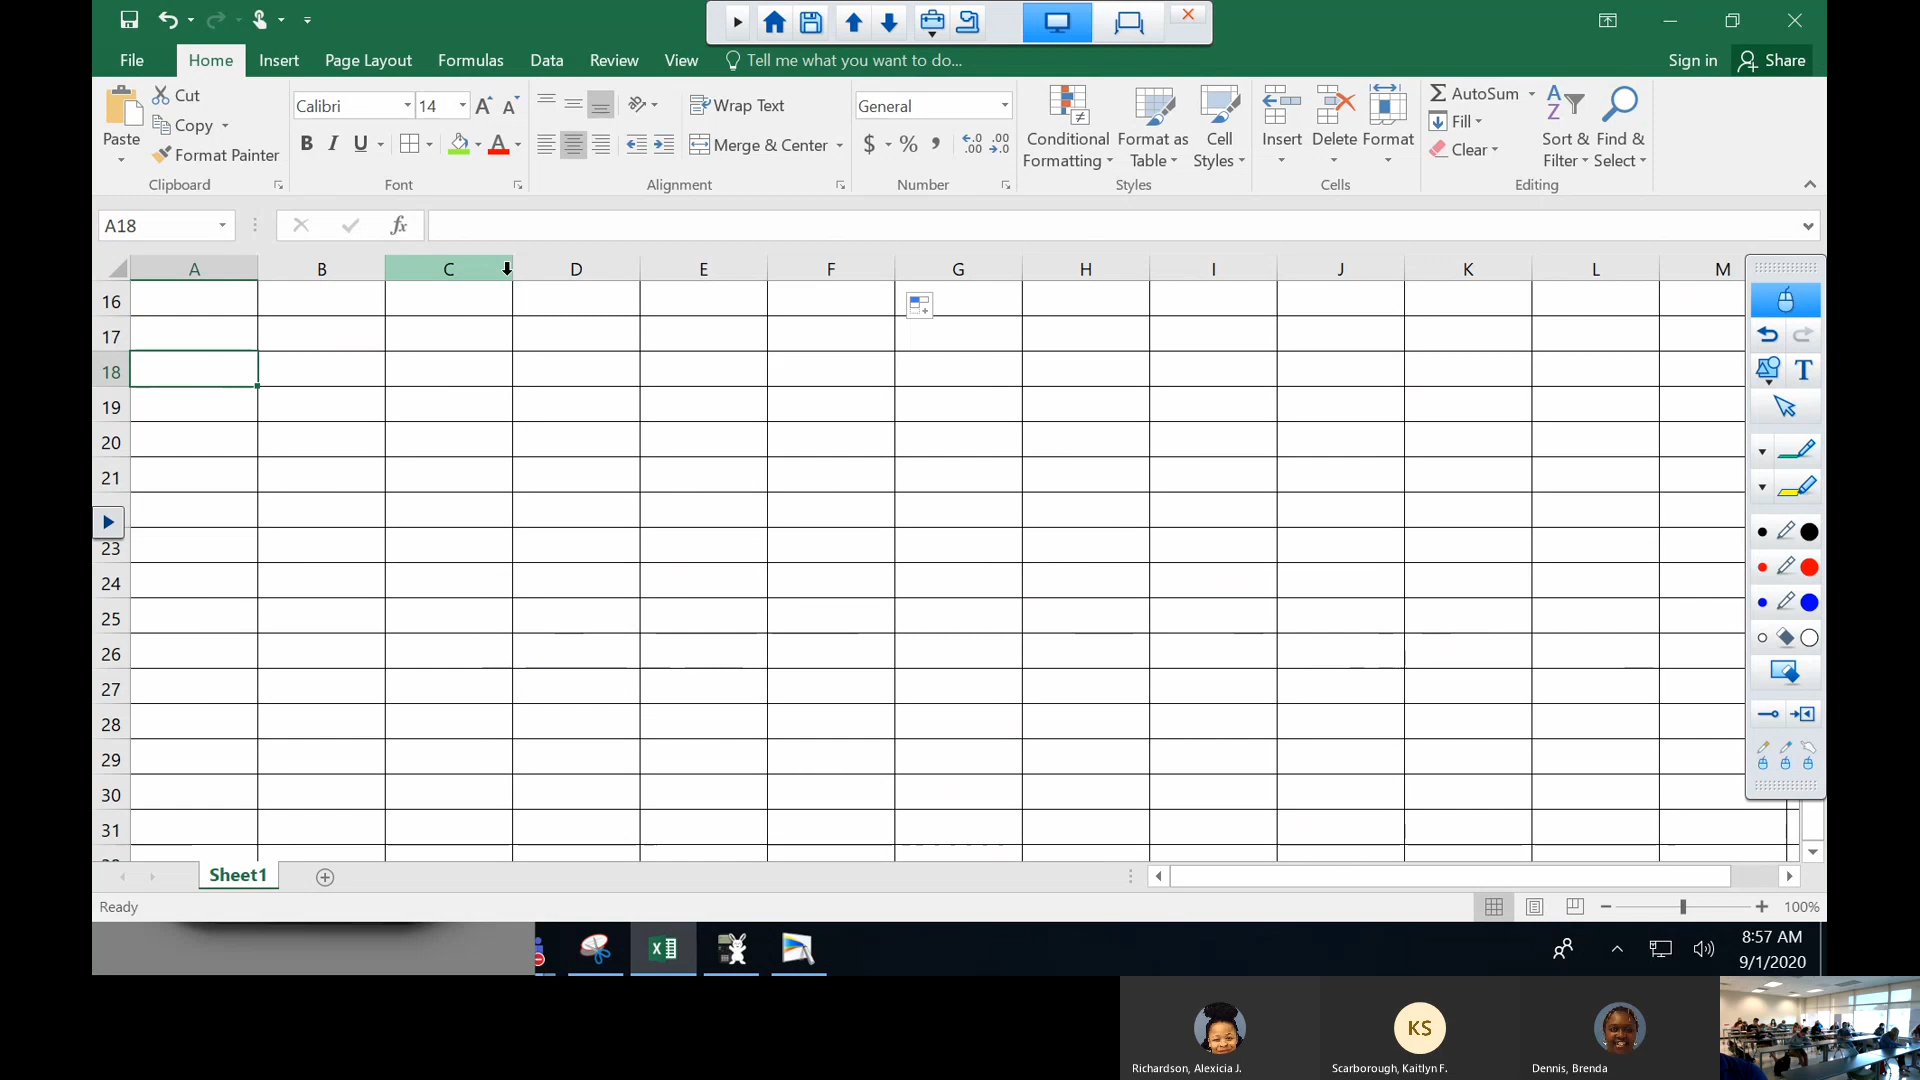 File Home Insert Page Layout Formulas Data Review View Tell me what you want to do... Sign in Share
Paste Cut Copy Format Painter Clipboard
Calibri 14 B I U A Font
Wrap Text Merge & Center Alignment
General $ % , .00 .00 Number
Conditional Formatting Format as Table Cell Styles Styles
Insert Delete Format Cells
AutoSum Fill Clear Sort & Filter Find & Select Editing
A18 fx
A B C D E F G H I J K L M
16
17
18
19
20
21
23
24
25
26
27
28
29
30
31
T
Sheet1
Ready 100%
8:57 AM
9/1/2020
KS
Richardson, Alexicia J. Scarborough, Kaitlyn F. Dennis, Brenda